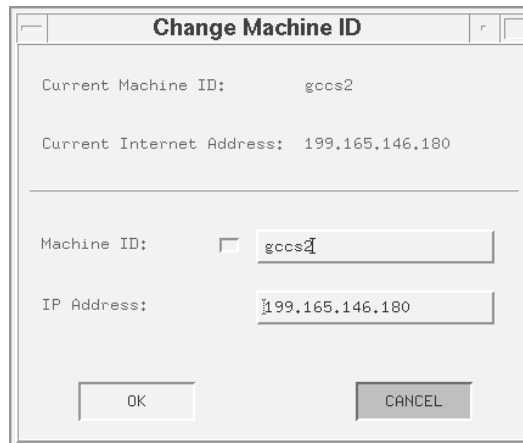 Change Machine ID
Current Machine ID: gccs2
Current Internet Address: 199.165.146.180
Machine ID: gccs2
IP Address: 199.165.146.180
OK CANCEL